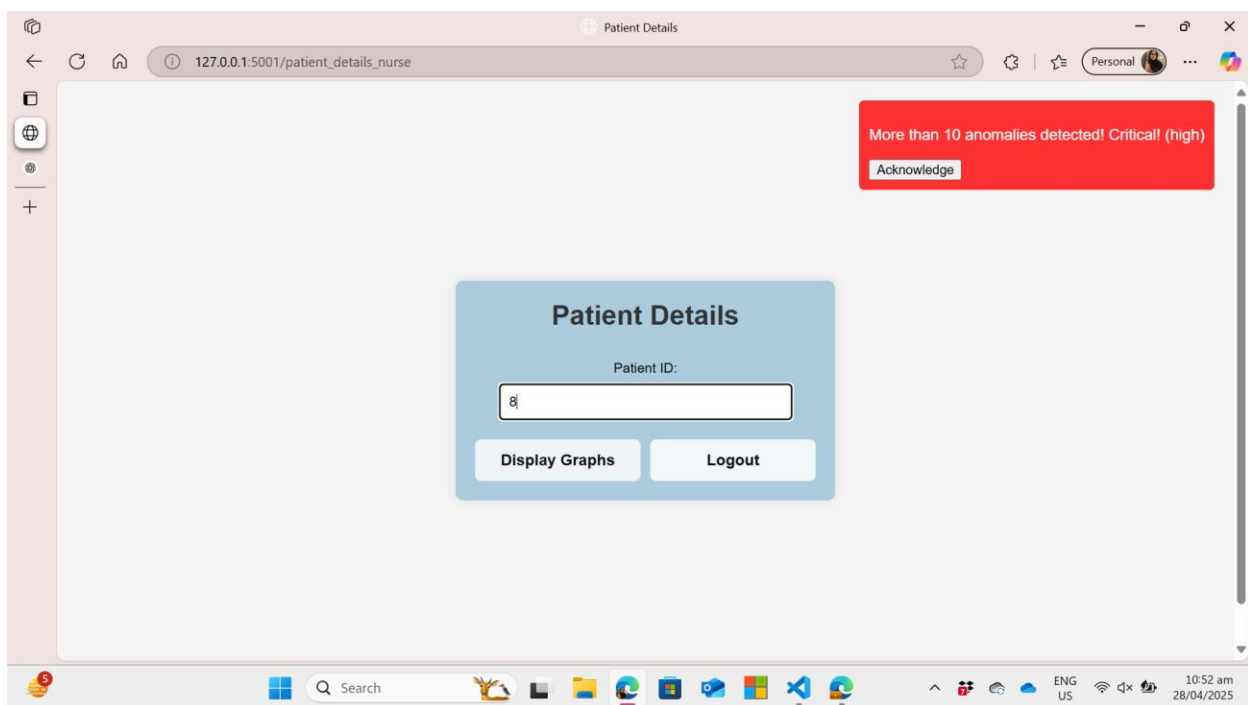 Patient Details
127.0.0.1:5001/patient_details_nurse
Personal
More than 10 anomalies detected! Critical! (high)
Acknowledge
Patient Details
Patient ID:
8
Display Graphs
Logout
5
Search
ENG
US
10:52 am
28/04/2025